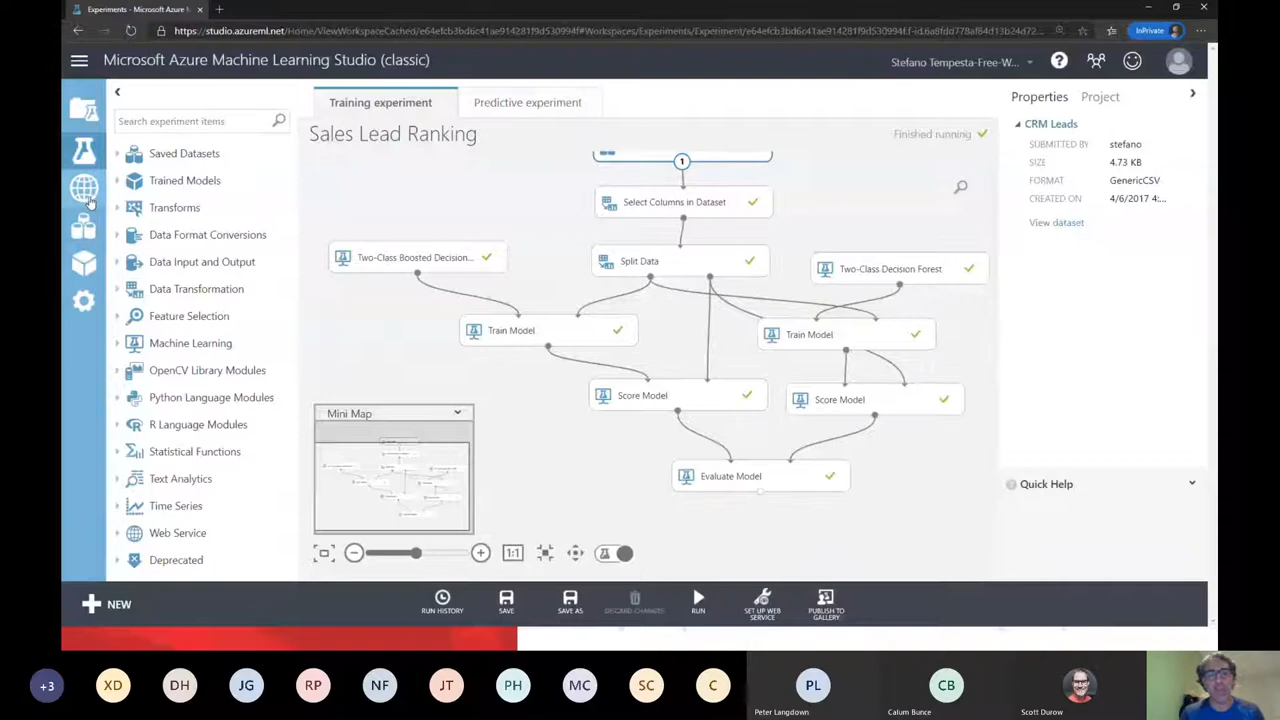 Experiments - Microsoft Azure M
https://studio.azureml.net/Home/ViewWorkspaceCached/
InPrivate
Microsoft Azure Machine Learning Studio (classic)
Stefano Tempesta-Free-W...
Training experiment
Predictive experiment
Properties
Project
Search experiment items
Sales Lead Ranking
Finished running
Saved Datasets
Trained Models
Transforms
Data Format Conversions
Data Input and Output
Data Transformation
Feature Selection
Machine Learning
OpenCV Library Modules
Python Language Modules
R Language Modules
Statistical Functions
Text Analytics
Time Series
Web Service
Deprecated
1
Select Columns in Dataset
Two-Class Boosted Decision...
Split Data
Two-Class Decision Forest
Train Model
Train Model
Score Model
Score Model
Evaluate Model
Mini Map
1:1
CRM Leads
SUBMITTED BY stefano
SIZE 4.73 KB
FORMAT GenericCSV
CREATED ON 4/6/2017 4:...
View dataset
Quick Help
NEW
RUN HISTORY
SAVE
SAVE AS
DISCARD CHANGES
RUN
SET UP WEB
SERVICE
PUBLISH TO
GALLERY
+3
XD
DH
JG
RP
NF
JT
PH
MC
SC
C
PL
CB
Peter Langdown
Calum Bunce
Scott Durow